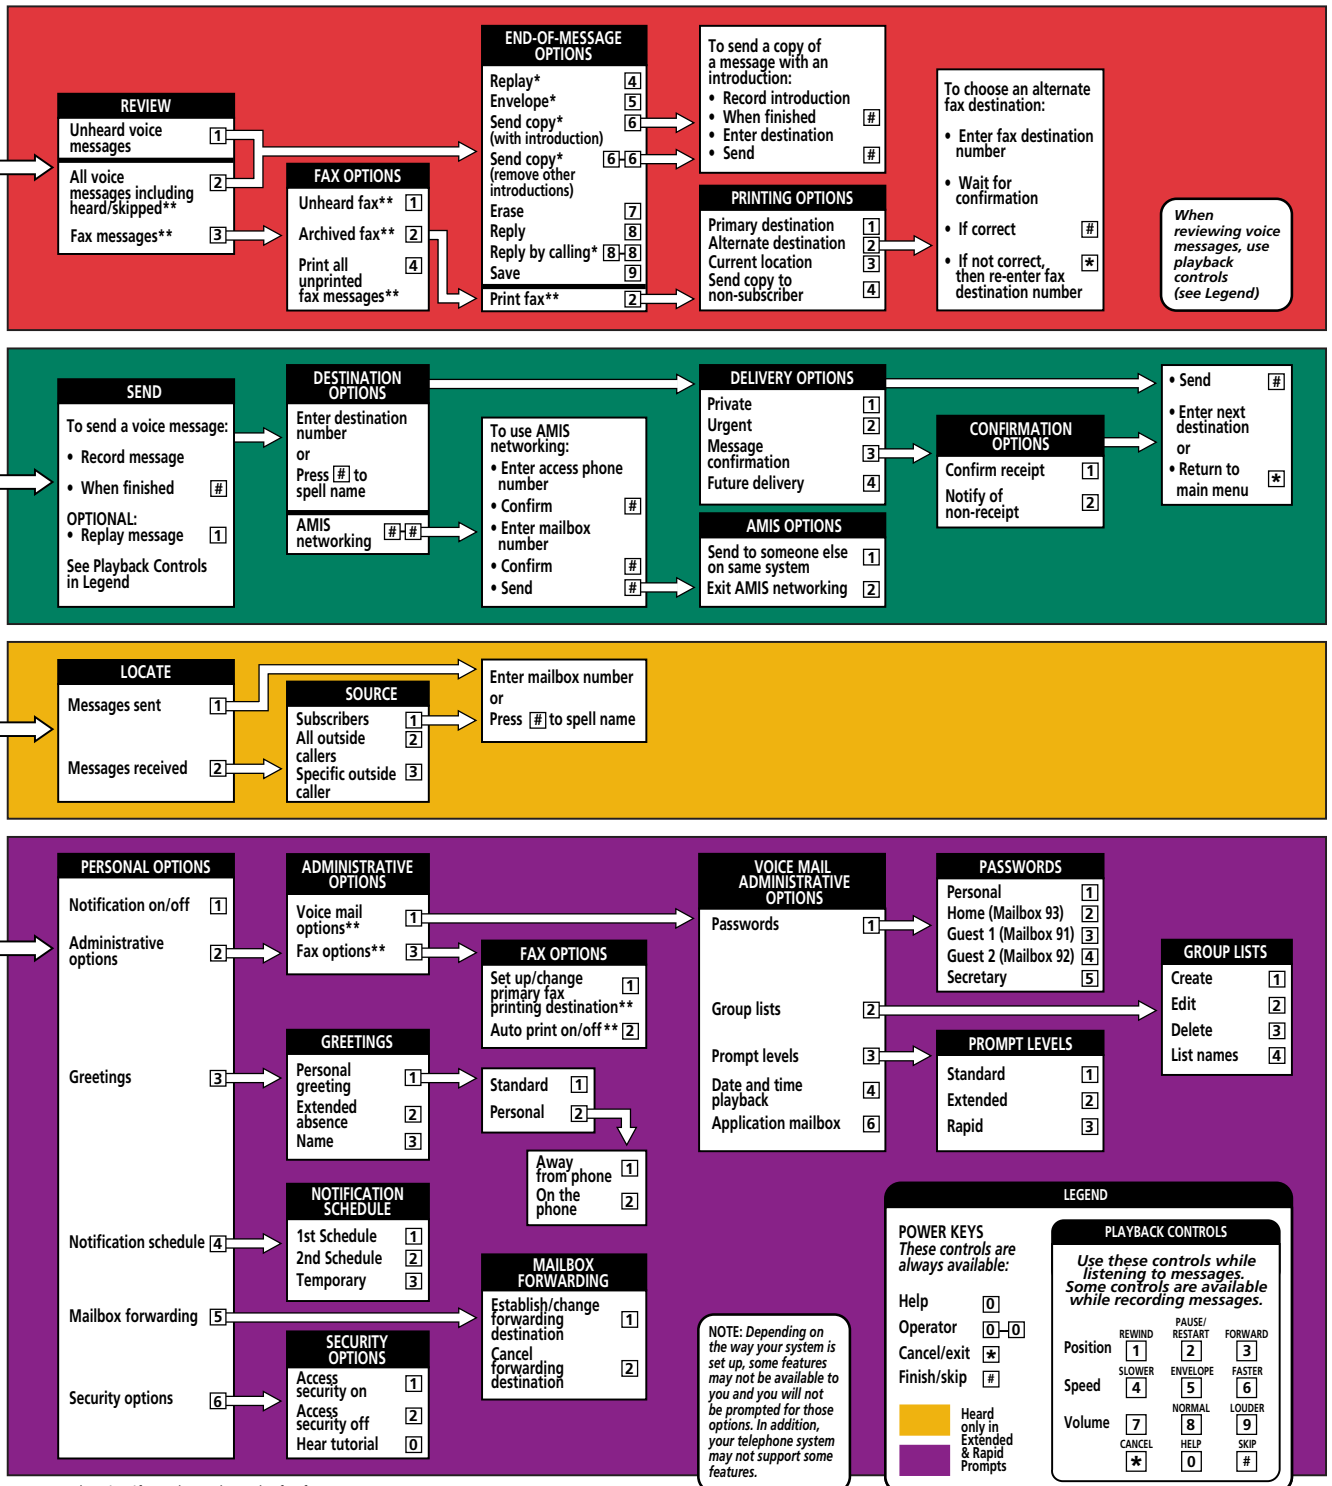 REVIEW
Unheard voice
messages 1
All voice 2
messages including
heard/skipped**
Fax messages** 3
FAX OPTIONS
Unheard fax** 1
Archived fax** 2
Print all 4
unprinted
fax messages**
END-OF-MESSAGE
OPTIONS
Replay* 4
Envelope* 5
Send copy* 6
(with introduction)
Send copy* 6-6
(remove other
introductions)
Erase 7
Reply 8
Reply by calling* 8-8
Save 9
Print fax** 2
To send a copy of
a message with an
introduction:
• Record introduction
• When finished #
• Enter destination
• Send #
PRINTING OPTIONS
Primary destination 1
Alternate destination 2
Current location 3
Send copy to
non-subscriber 4
To choose an alternate
fax destination:
• Enter fax destination
number
• Wait for
confirmation
• If correct #
• If not correct, *
then re-enter fax
destination number
When
reviewing voice
messages, use
playback
controls
(see Legend)
SEND
To send a voice message:
• Record message
• When finished #
OPTIONAL:
• Replay message 1
See Playback Controls
in Legend
DESTINATION
OPTIONS
Enter destination
number
or
Press # to
spell name
AMIS
networking #-#
To use AMIS
networking:
• Enter access phone
number
• Confirm #
• Enter mailbox
number
• Confirm #
• Send #
DELIVERY OPTIONS
Private 1
Urgent 2
Message
confirmation 3
Future delivery 4
AMIS OPTIONS
Send to someone else
on same system 1
Exit AMIS networking 2
CONFIRMATION
OPTIONS
Confirm receipt 1
Notify of
non-receipt 2
• Send #
• Enter next
destination
or
• Return to
main menu *
LOCATE
Messages sent 1
Messages received 2
SOURCE
Subscribers 1
All outside 2
callers
Specific outside 3
caller
Enter mailbox number
or
Press # to spell name
PERSONAL OPTIONS
Notification on/off 1
Administrative
options 2
Greetings 3
Notification schedule 4
Mailbox forwarding 5
Security options 6
ADMINISTRATIVE
OPTIONS
Voice mail
options** 1
Fax options** 3
FAX OPTIONS
Set up/change
primary fax 1
printing destination**
Auto print on/off ** 2
GREETINGS
Personal
greeting 1
Extended
absence 2
Name 3
Standard 1
Personal 2
Away
from phone 1
On the
phone 2
NOTIFICATION
SCHEDULE
1st Schedule 1
2nd Schedule 2
Temporary 3
MAILBOX
FORWARDING
Establish/change
forwarding 1
destination
Cancel
forwarding 2
destination
SECURITY
OPTIONS
Access
security on 1
Access
security off 2
Hear tutorial 0
VOICE MAIL
ADMINISTRATIVE
OPTIONS
Passwords 1
Group lists 2
Prompt levels 3
Date and time
playback 4
Application mailbox 6
PASSWORDS
Personal 1
Home (Mailbox 93) 2
Guest 1 (Mailbox 91) 3
Guest 2 (Mailbox 92) 4
Secretary 5
GROUP LISTS
Create 1
Edit 2
Delete 3
List names 4
PROMPT LEVELS
Standard 1
Extended 2
Rapid 3
NOTE: Depending on
the way your system is
set up, some features
may not be available to
you and you will not
be prompted for those
options. In addition,
your telephone system
may not support some
features.
LEGEND
POWER KEYS
These controls are
always available:
Help 0
Operator 0-0
Cancel/exit *
Finish/skip #
Heard
only in
Extended
& Rapid
Prompts
PLAYBACK CONTROLS
Use these controls while
listening to messages.
Some controls are available
while recording messages.
REWIND PAUSE/RESTART FORWARD
Position 1 2 3
SLOWER ENVELOPE FASTER
Speed 4 5 6
NORMAL LOUDER
Volume 7 8 9
CANCEL HELP SKIP
* 0 #